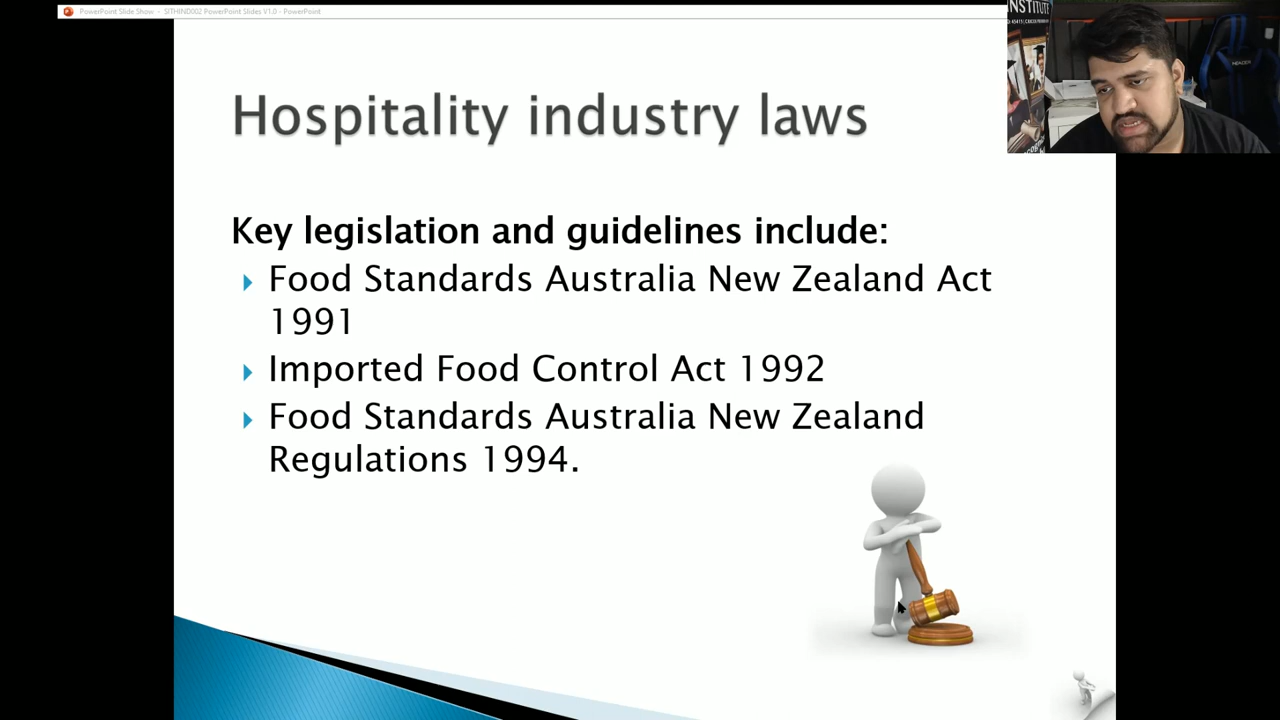 PowerPoint Slide Show - SITHIND002 PowerPoint Slides V1.0 - PowerPoint
INSTITUTE
Hospitality industry laws
Key legislation and guidelines include:
Food Standards Australia New Zealand Act
1991
Imported Food Control Act 1992
Food Standards Australia New Zealand
Regulations 1994.